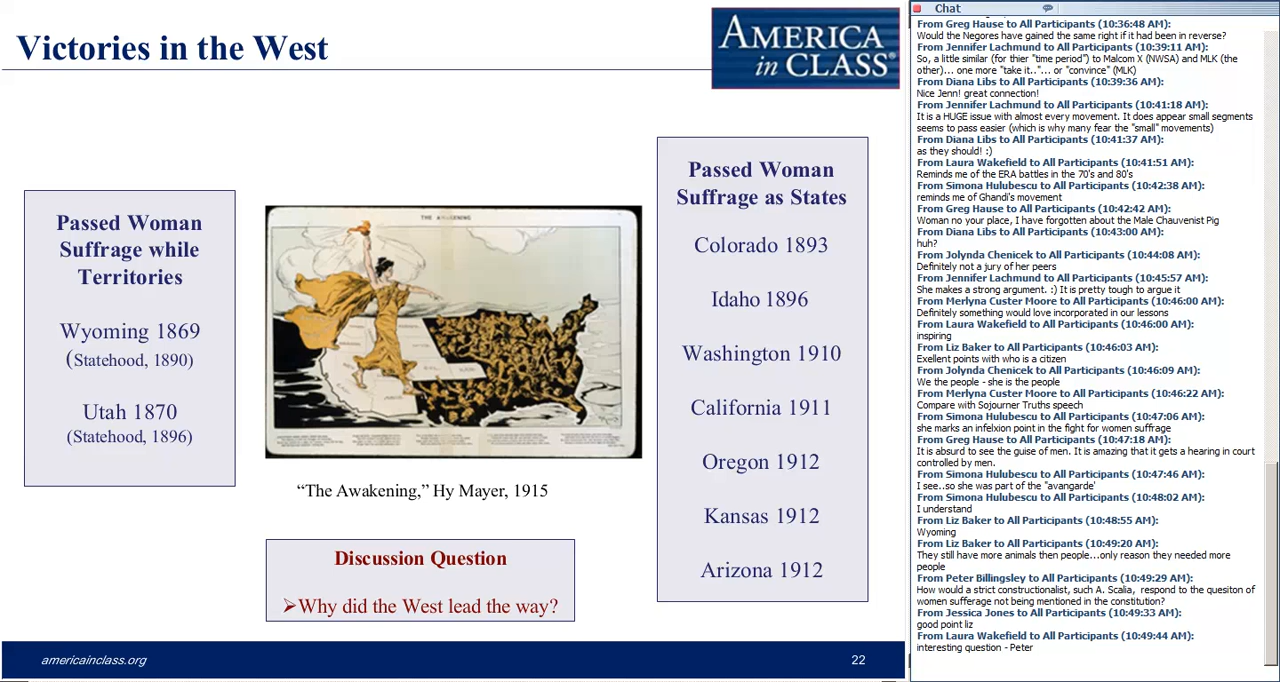 Victories in the West
AMERICA
in CLASS®
Passed Woman
Suffrage while
Territories
Wyoming 1869
(Statehood, 1890)
Utah 1870
(Statehood, 1896)
THE AWAKENING
“The Awakening,” Hy Mayer, 1915
Discussion Question
➢Why did the West lead the way?
Passed Woman
Suffrage as States
Colorado 1893
Idaho 1896
Washington 1910
California 1911
Oregon 1912
Kansas 1912
Arizona 1912
americainclass.org
22
Chat
From Greg Hause to All Participants (10:36:48 AM):
Would the Negores have gained the same right if it had been in reverse?
From Jennifer Lachmund to All Participants (10:39:11 AM):
So, a little similar (for thier "time period") to Malcom X (NWSA) and MLK (the
other)... one more "take it.."... or "convince" (MLK)
From Diana Libs to All Participants (10:39:36 AM):
Nice Jenn! great connection!
From Jennifer Lachmund to All Participants (10:41:18 AM):
It is a HUGE issue with almost every movement. It does appear small segments
seems to pass easier (which is why many fear the "small" movements)
From Diana Libs to All Participants (10:41:37 AM):
as they should! :)
From Laura Wakefield to All Participants (10:41:51 AM):
Reminds me of the ERA battles in the 70's and 80's
From Simona Hulubescu to All Participants (10:42:38 AM):
reminds me of Ghandi's movement
From Greg Hause to All Participants (10:42:42 AM):
Woman no your place, I have forgotten about the Male Chauvenist Pig
From Diana Libs to All Participants (10:43:00 AM):
huh?
From Jolynda Chenicek to All Participants (10:44:08 AM):
Definitely not a jury of her peers
From Jennifer Lachmund to All Participants (10:45:57 AM):
She makes a strong argument. :) It is pretty tough to argue it
From Merlyna Custer Moore to All Participants (10:46:00 AM):
Definitely something would love incorporated in our lessons
From Laura Wakefield to All Participants (10:46:00 AM):
inspiring
From Liz Baker to All Participants (10:46:03 AM):
Exellent points with who is a citizen
From Jolynda Chenicek to All Participants (10:46:09 AM):
We the people - she is the people
From Merlyna Custer Moore to All Participants (10:46:22 AM):
Compare with Sojourner Truths speech
From Simona Hulubescu to All Participants (10:47:06 AM):
she marks an infelxion point in the fight for women suffrage
From Greg Hause to All Participants (10:47:18 AM):
It is absurd to see the guise of men. It is amazing that it gets a hearing in court
controlled by men.
From Simona Hulubescu to All Participants (10:47:46 AM):
I see..so she was part of the "avangarde'
From Simona Hulubescu to All Participants (10:48:02 AM):
I understand
From Liz Baker to All Participants (10:48:55 AM):
Wyoming
From Liz Baker to All Participants (10:49:20 AM):
They still have more animals then people...only reason they needed more
people
From Peter Billingsley to All Participants (10:49:29 AM):
How would a strict constructionalist, such A. Scalia, respond to the quesiton of
women sufferage not being mentioned in the constitution?
From Jessica Jones to All Participants (10:49:33 AM):
good point liz
From Laura Wakefield to All Participants (10:49:44 AM):
interesting question - Peter